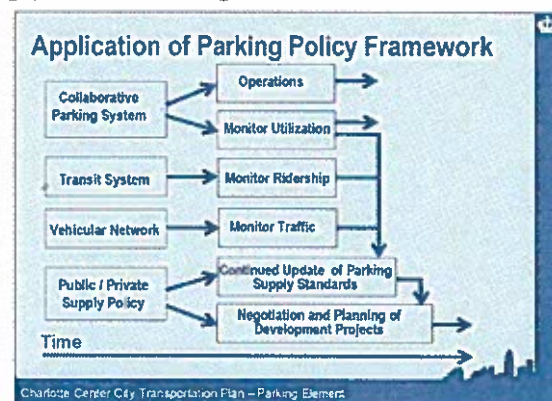 Application of Parking Policy Framework
Collaborative
Parking System
Operations
Monitor Utilization
Transit System
Monitor Ridership
Vehicular Network
Monitor Traffic
Public / Private
Supply Policy
Continued Update of Parking
Supply Standards
Negotiation and Planning of
Development Projects
Time
Charlotte Center City Transportation Plan – Parking Element